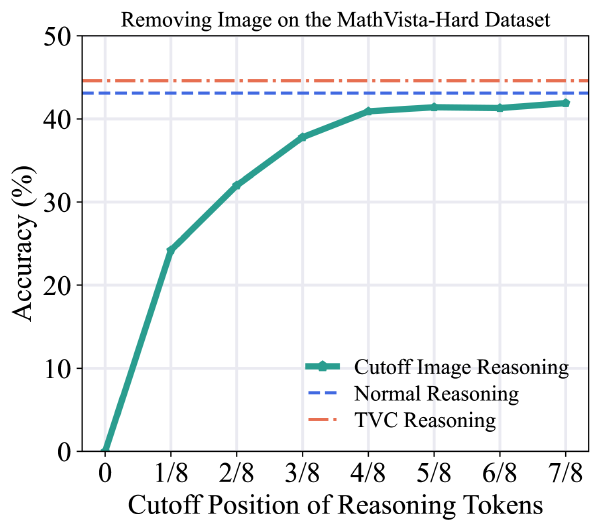 Removing Image on the MathVista-Hard Dataset
50
40
30
20
10
0
Accuracy (%)
Cutoff Image Reasoning
Normal Reasoning
TVC Reasoning
0 1/8 2/8 3/8 4/8 5/8 6/8 7/8
Cutoff Position of Reasoning Tokens